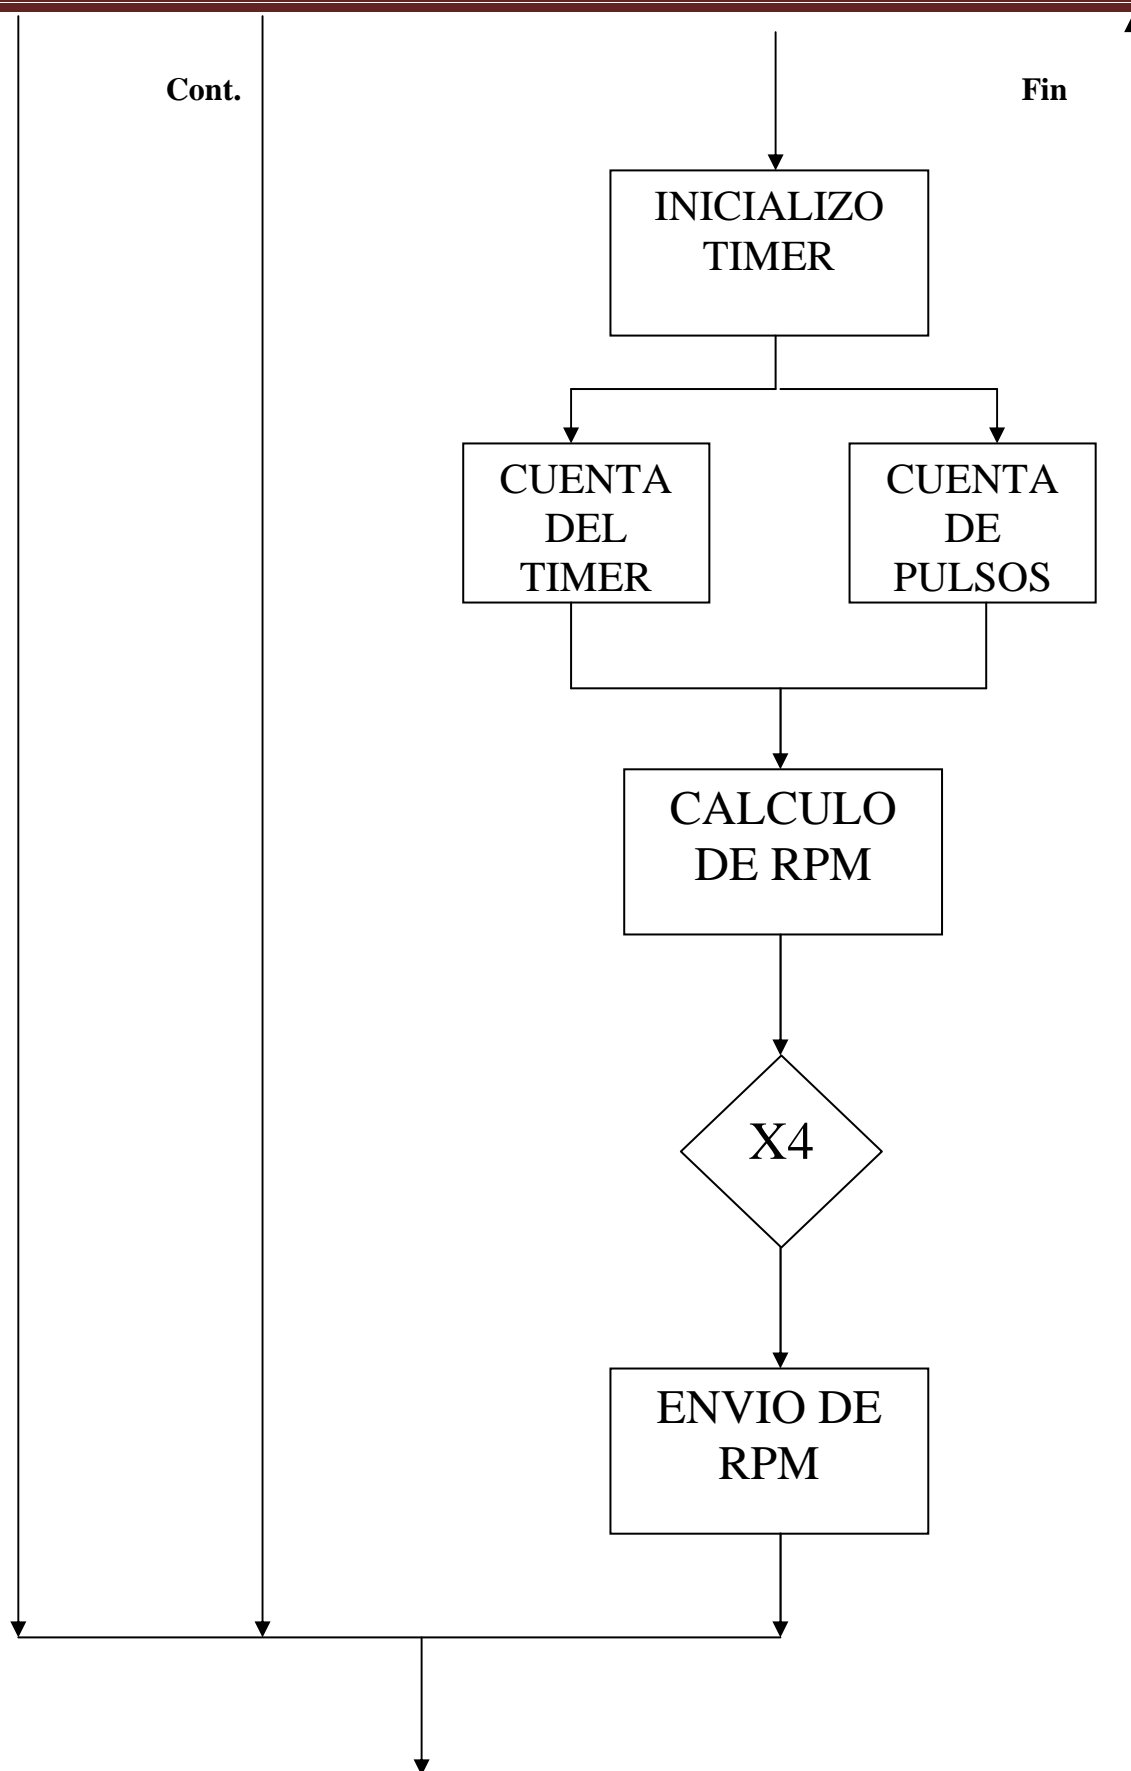 Cont.
Fin
INICIALIZO
TIMER
CUENTA
DEL
TIMER
CUENTA
DE
PULSOS
CALCULO
DE RPM
X4
ENVIO DE
RPM